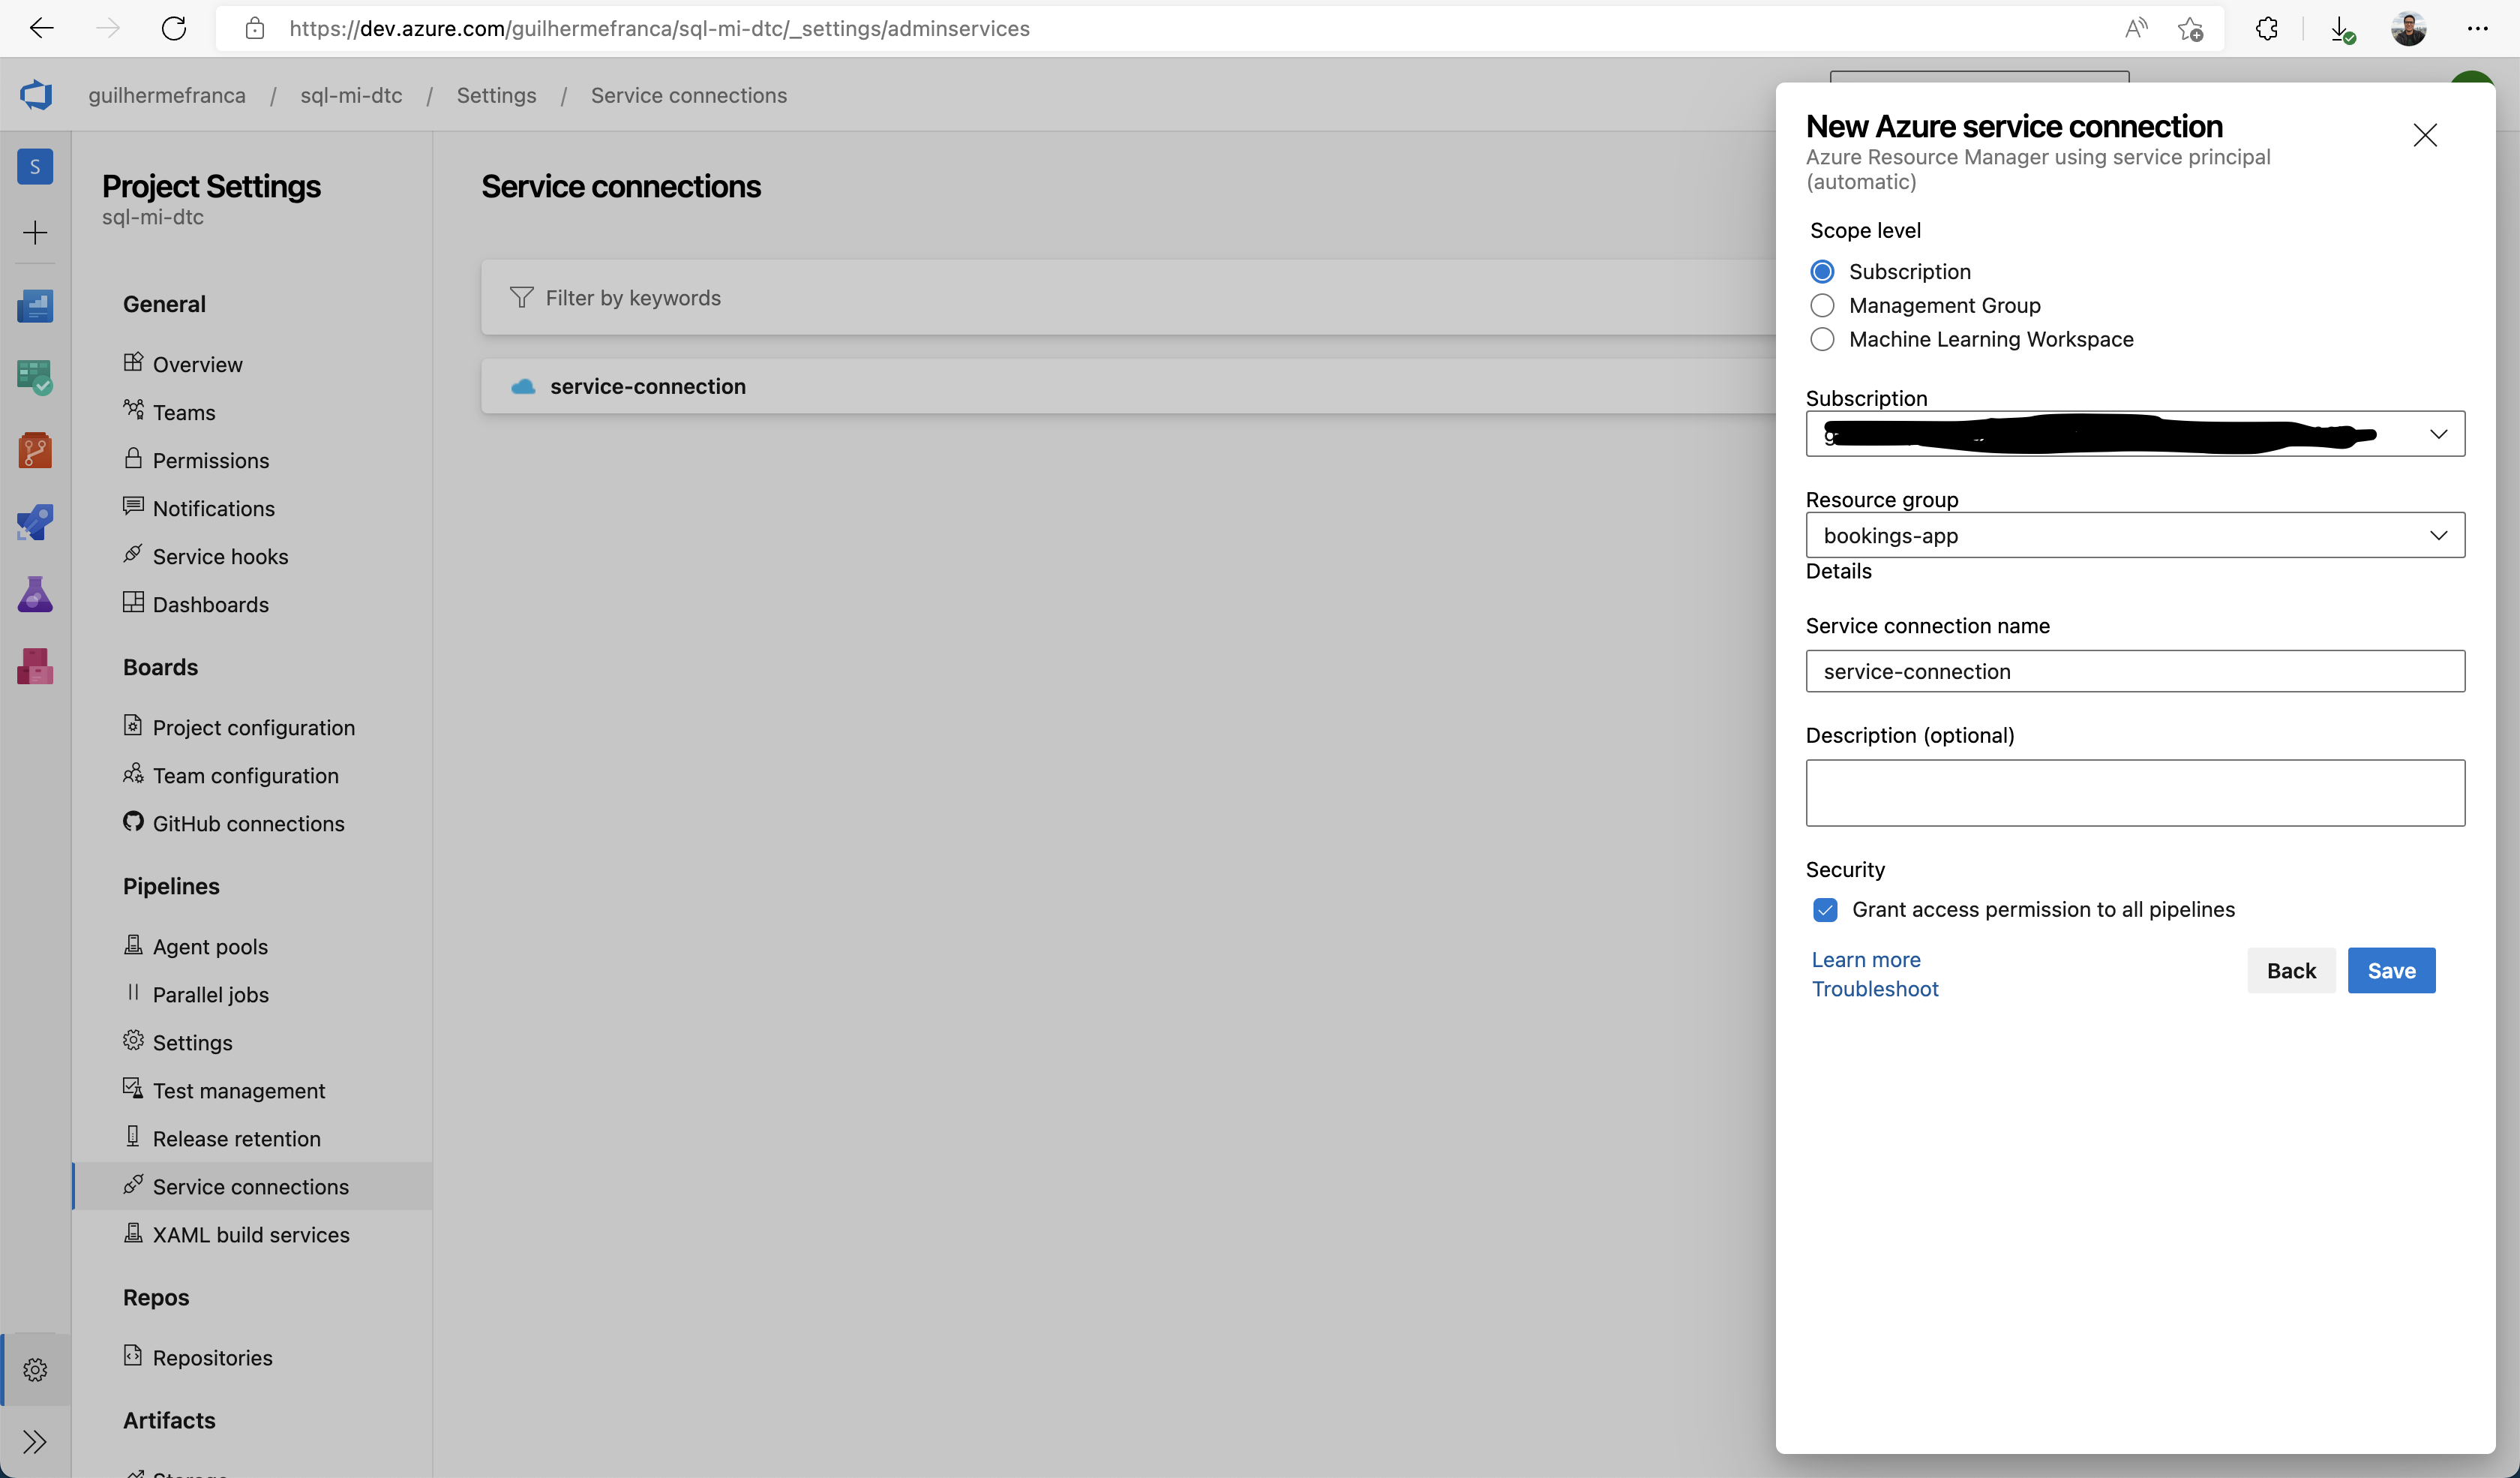 https://dev.azure.com/guilhermefranca/sql-mi-dtc/_settings/adminservices
guilhermefranca / sql-mi-dtc / Settings / Service connections
S
Project Settings
sql-mi-dtc
General
Overview
Teams
Permissions
Notifications
Service hooks
Dashboards
Boards
Project configuration
Team configuration
GitHub connections
Pipelines
Agent pools
Parallel jobs
Settings
Test management
Release retention
Service connections
XAML build services
Repos
Repositories
Artifacts
Storage
Service connections
Filter by keywords
service-connection
New Azure service connection
Azure Resource Manager using service principal
(automatic)
Scope level
Subscription
Management Group
Machine Learning Workspace
Subscription
Resource group
bookings-app
Details
Service connection name
service-connection
Description (optional)
Security
Grant access permission to all pipelines
Learn more
Troubleshoot
Back
Save